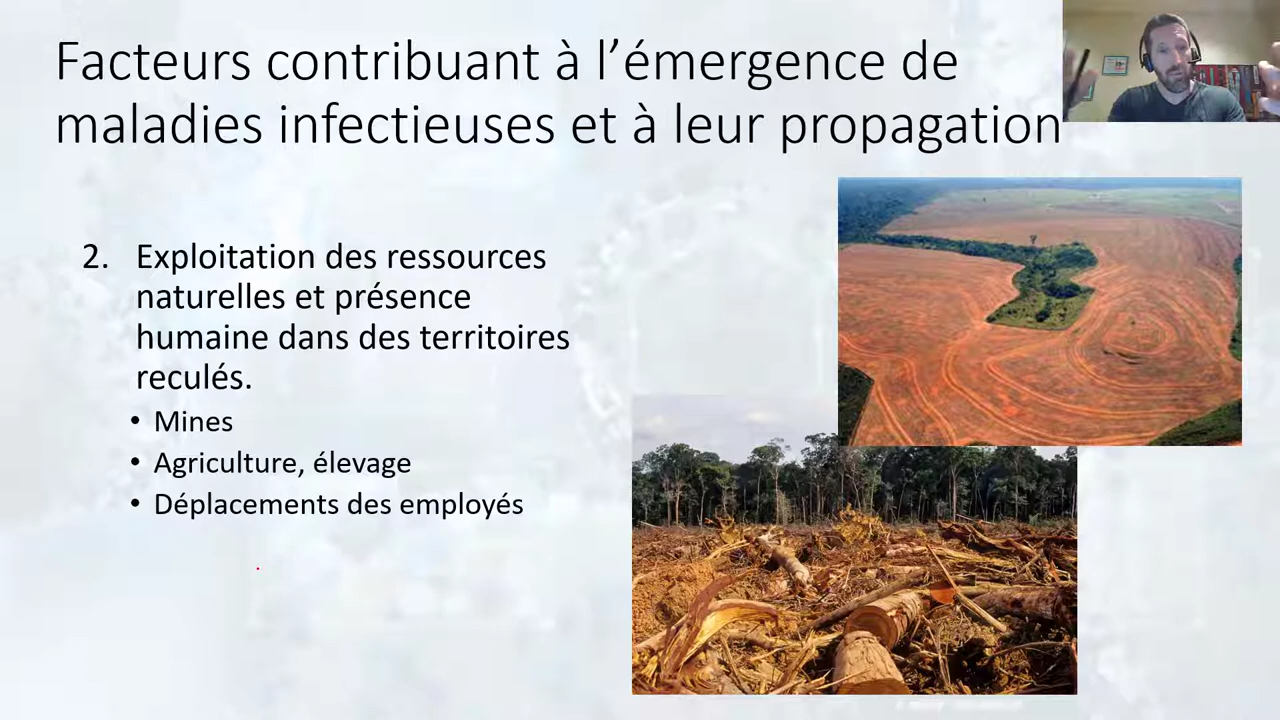 Facteurs contribuant à l’émergence de
maladies infectieuses et à leur propagation
2. Exploitation des ressources
naturelles et présence
humaine dans des territoires
reculés.
• Mines
• Agriculture, élevage
• Déplacements des employés